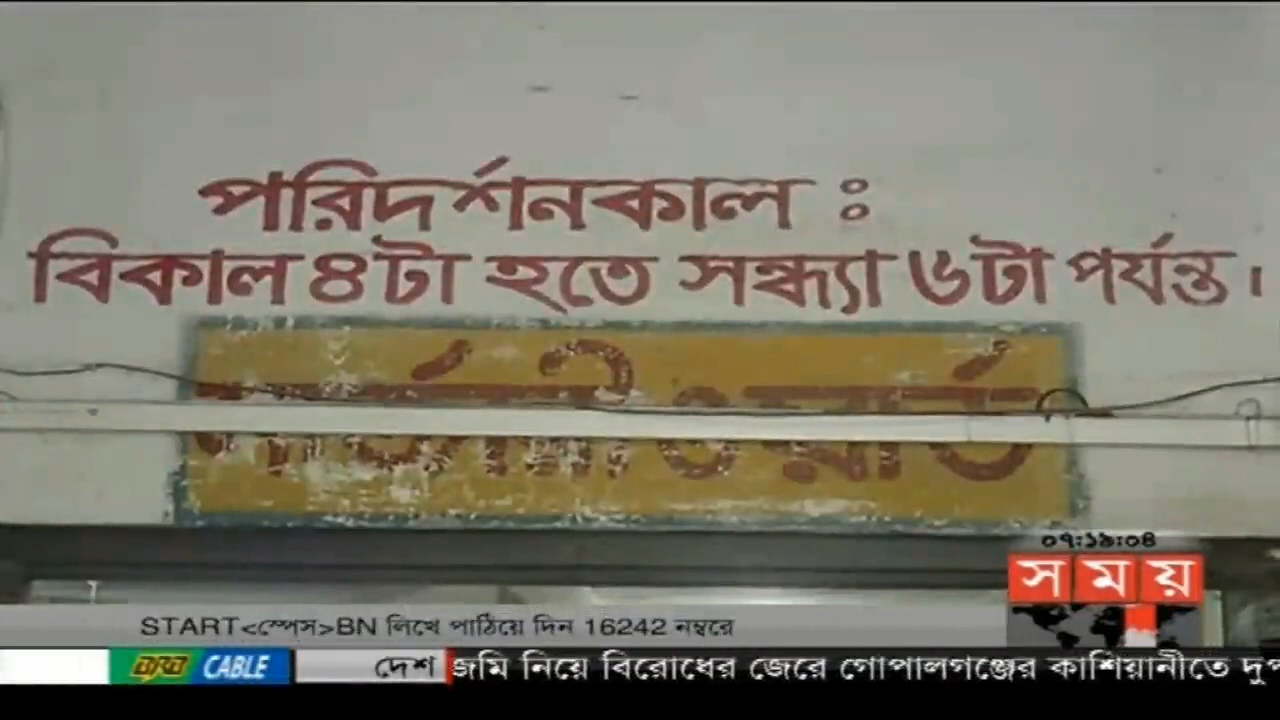 পরিদর্শনকাল :
বিকাল ৪টা হতে সন্ধ্যা ৬টা পর্যন্ত।
ওয়ার্ড
০৭:১৯:০৪
সময়
START<স্পেস>BN লিখে পাঠিয়ে দিন 16242 নম্বরে
CABLE
দেশ
জমি নিয়ে বিরোধের জেরে গোপালগঞ্জের কাশিয়ানীতে